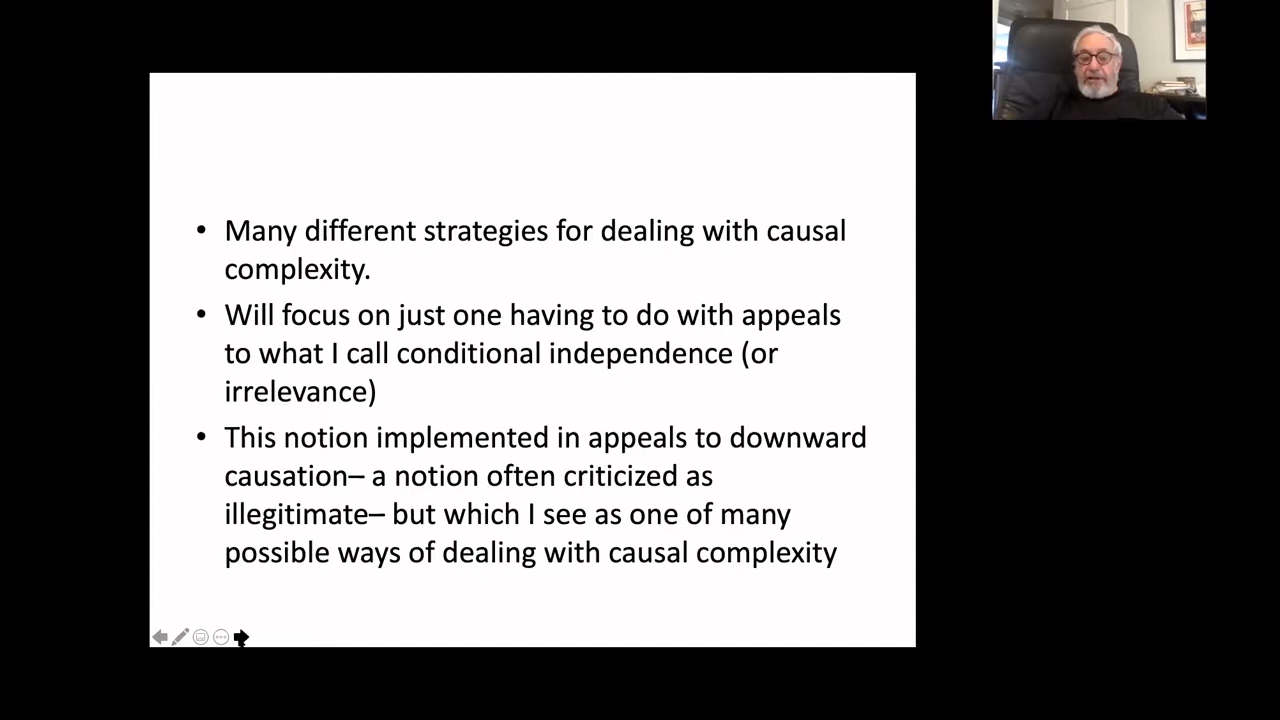 • Many different strategies for dealing with causal
complexity.
• Will focus on just one having to do with appeals
to what I call conditional independence (or
irrelevance)
• This notion implemented in appeals to downward
causation– a notion often criticized as
illegitimate– but which I see as one of many
possible ways of dealing with causal complexity